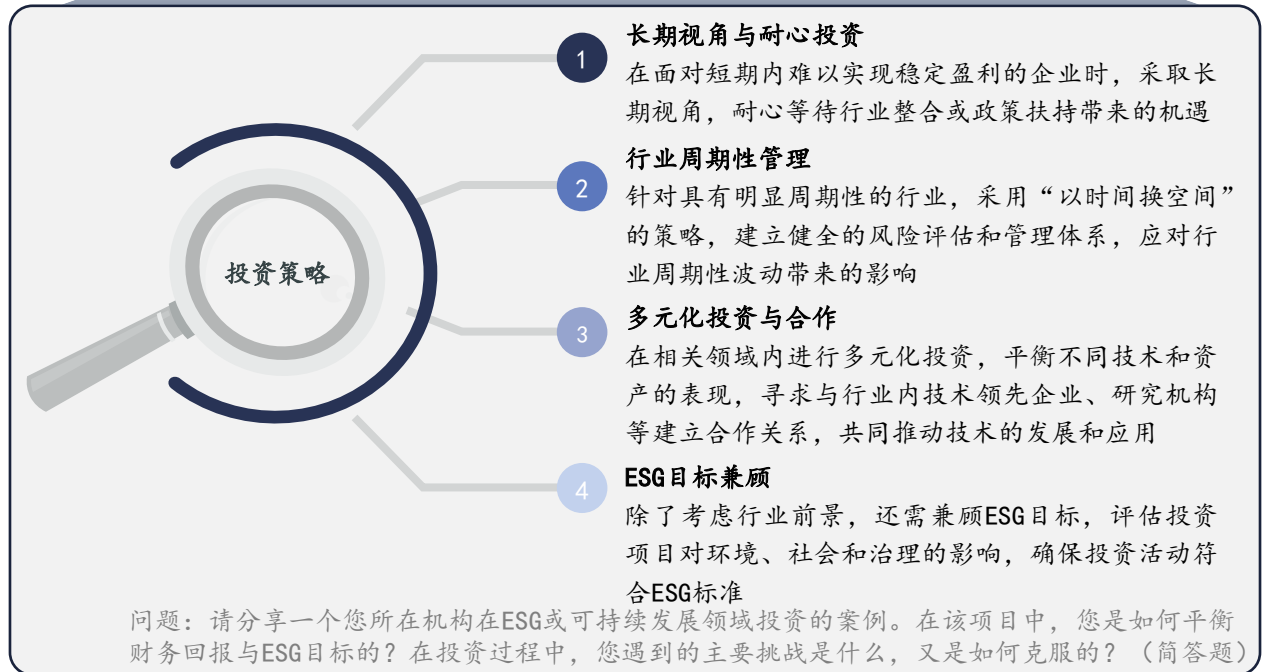 投资策略
1
长期视角与耐心投资
在面对短期内难以实现稳定盈利的企业时，采取长
期视角，耐心等待行业整合或政策扶持带来的机遇
2
行业周期性管理
针对具有明显周期性的行业，采用“以时间换空间”
的策略，建立健全的风险评估和管理体系，应对行
业周期性波动带来的影响
3
多元化投资与合作
在相关领域内进行多元化投资，平衡不同技术和资
产的表现，寻求与行业内技术领先企业、研究机构
等建立合作关系，共同推动技术的发展和应用
4
ESG目标兼顾
除了考虑行业前景，还需兼顾ESG目标，评估投资
项目对环境、社会和治理的影响，确保投资活动符
合ESG标准
问题：请分享一个您所在机构在ESG或可持续发展领域投资的案例。在该项目中，您是如何平衡
财务回报与ESG目标的？在投资过程中，您遇到的主要挑战是什么，又是如何克服的？（简答题）